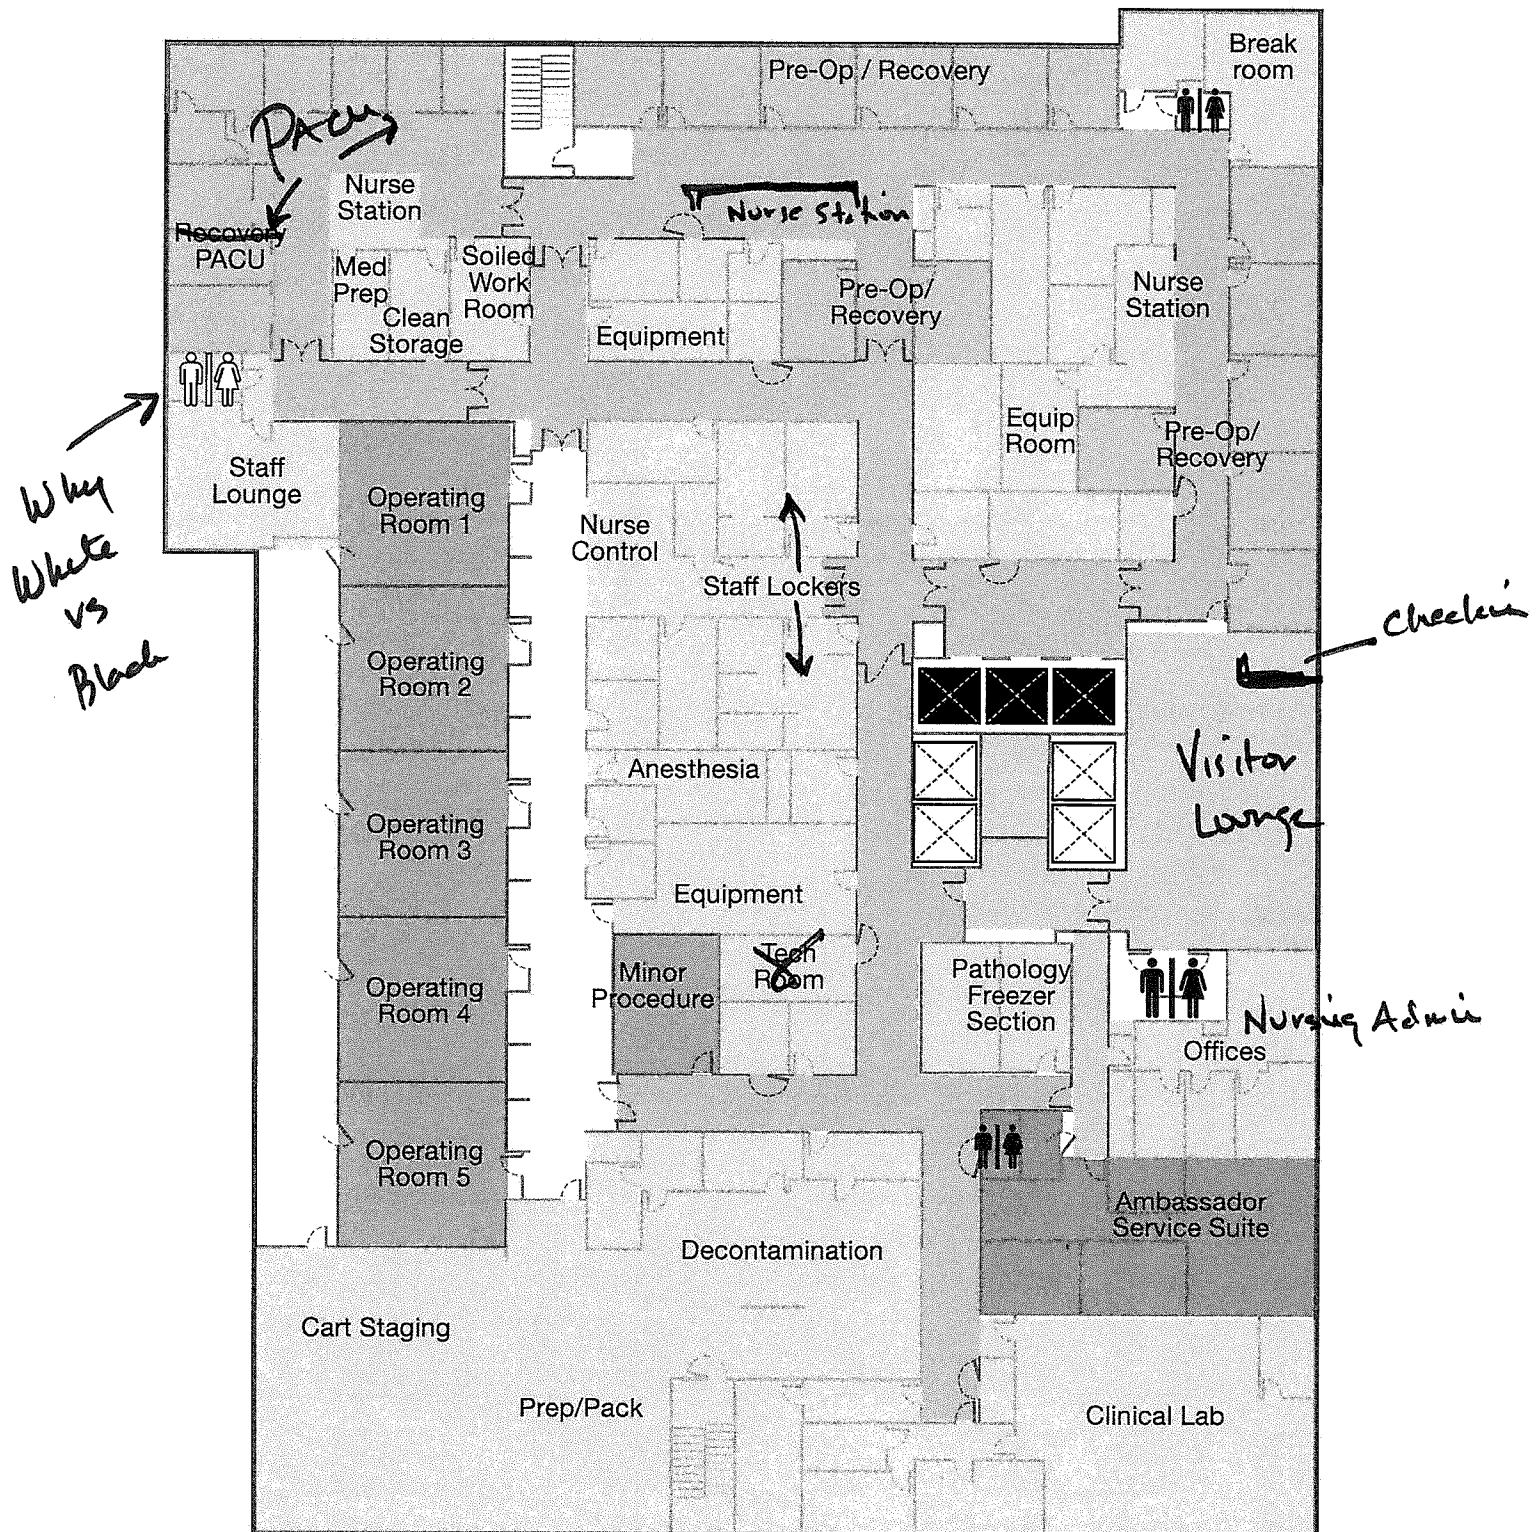 Break
room
Pre-Op / Recovery
PACU
Nurse
Station
Nurse Station
Recovery
PACU
Med
Prep
Soiled
Work
Room
Clean
Storage
Equipment
Pre-Op/
Recovery
Nurse
Station
Equip
Room
Pre-Op/
Recovery
Why
White
vs
Black
Staff
Lounge
Operating
Room 1
Nurse
Control
Staff Lockers
Checkin
Operating
Room 2
Visitor
Lounge
Anesthesia
Operating
Room 3
Equipment
Tech
Room
Minor
Procedure
Pathology
Freezer
Section
Operating
Room 4
Nursing Admin
Offices
Operating
Room 5
Ambassador
Service Suite
Decontamination
Cart Staging
Prep/Pack
Clinical Lab